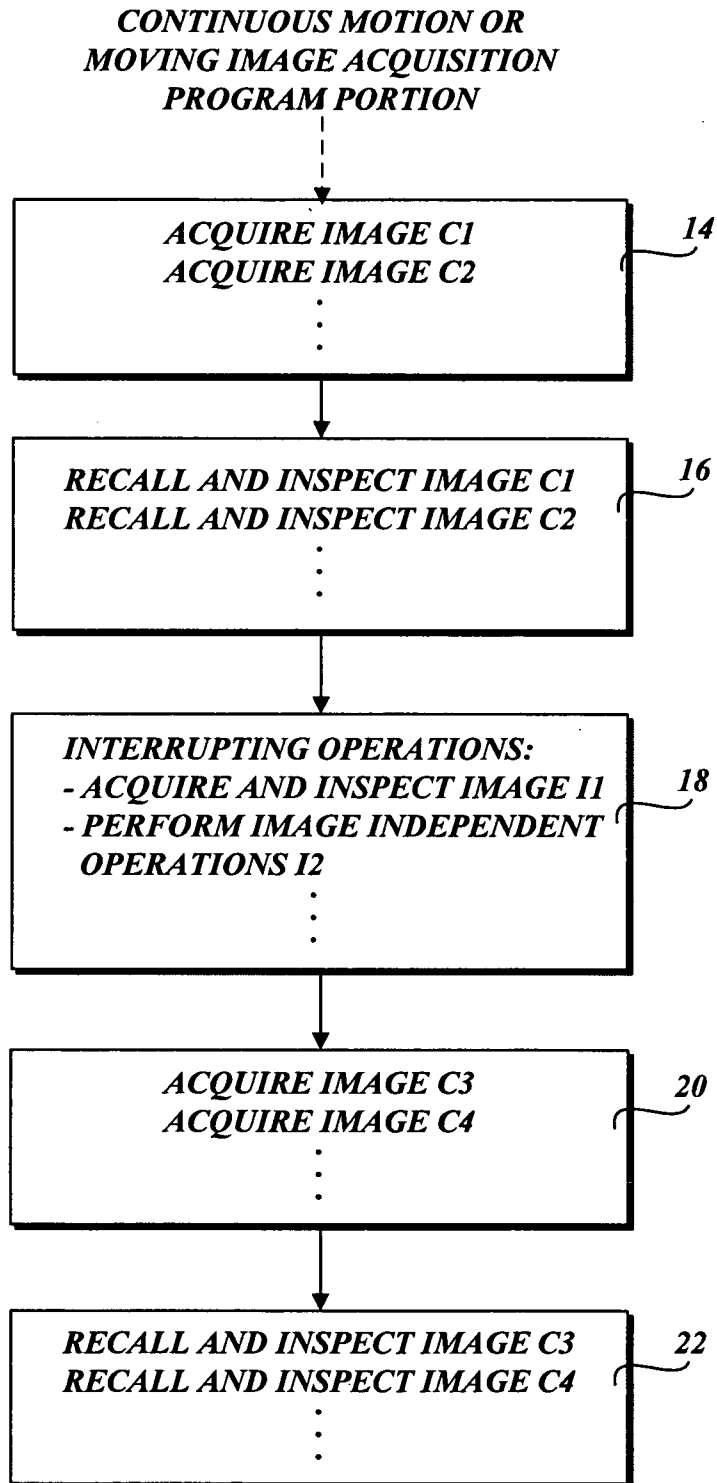 CONTINUOUS MOTION OR
MOVING IMAGE ACQUISITION
PROGRAM PORTION
ACQUIRE IMAGE C1
ACQUIRE IMAGE C2
.
.
.
14
RECALL AND INSPECT IMAGE C1
RECALL AND INSPECT IMAGE C2
.
.
.
16
INTERRUPTING OPERATIONS:
- ACQUIRE AND INSPECT IMAGE I1
- PERFORM IMAGE INDEPENDENT
OPERATIONS I2
.
.
.
18
ACQUIRE IMAGE C3
ACQUIRE IMAGE C4
.
.
.
20
RECALL AND INSPECT IMAGE C3
RECALL AND INSPECT IMAGE C4
.
.
.
22